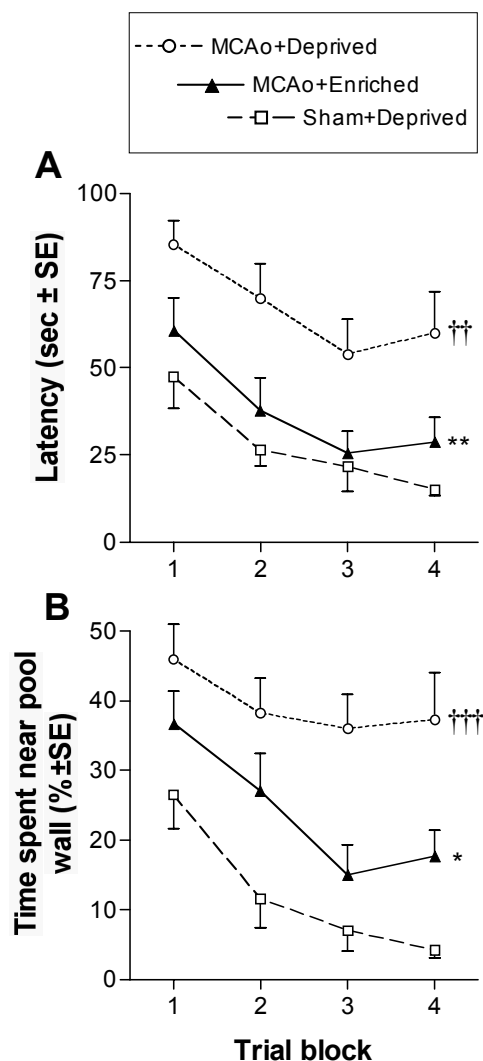 MCAo+Deprived
MCAo+Enriched
Sham+Deprived
A
Latency (sec ± SE)
100
75
50
25
0
††
**
1 2 3 4
B
Time spent near pool
wall (%±SE)
50
40
30
20
10
0
†††
*
1 2 3 4
Trial block